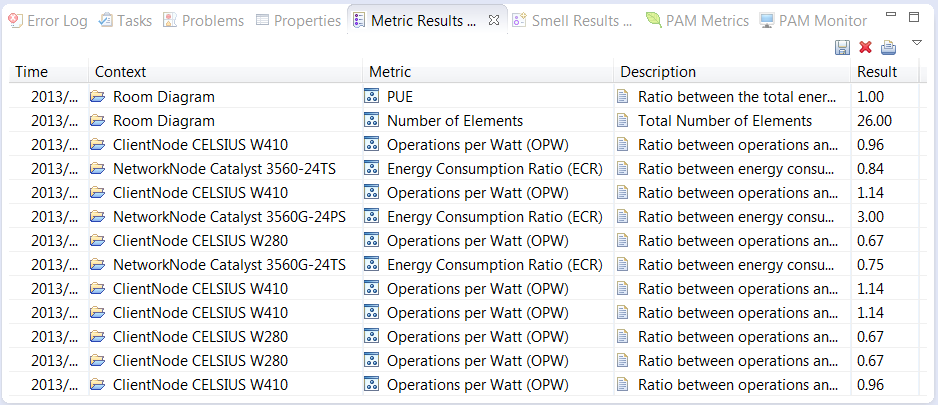 Error Log Tasks Problems Properties Metric Results ... Smell Results ... PAM Metrics PAM Monitor
Time Context Metric Description Result
2013/... Room Diagram PUE Ratio between the total ener... 1.00
2013/... Room Diagram Number of Elements Total Number of Elements 26.00
2013/... ClientNode CELSIUS W410 Operations per Watt (OPW) Ratio between operations an... 0.96
2013/... NetworkNode Catalyst 3560-24TS Energy Consumption Ratio (ECR) Ratio between energy consu... 0.84
2013/... ClientNode CELSIUS W410 Operations per Watt (OPW) Ratio between operations an... 1.14
2013/... NetworkNode Catalyst 3560G-24PS Energy Consumption Ratio (ECR) Ratio between energy consu... 3.00
2013/... ClientNode CELSIUS W280 Operations per Watt (OPW) Ratio between operations an... 0.67
2013/... NetworkNode Catalyst 3560G-24TS Energy Consumption Ratio (ECR) Ratio between energy consu... 0.75
2013/... ClientNode CELSIUS W410 Operations per Watt (OPW) Ratio between operations an... 1.14
2013/... ClientNode CELSIUS W410 Operations per Watt (OPW) Ratio between operations an... 1.14
2013/... ClientNode CELSIUS W280 Operations per Watt (OPW) Ratio between operations an... 0.67
2013/... ClientNode CELSIUS W280 Operations per Watt (OPW) Ratio between operations an... 0.67
2013/... ClientNode CELSIUS W410 Operations per Watt (OPW) Ratio between operations an... 0.96